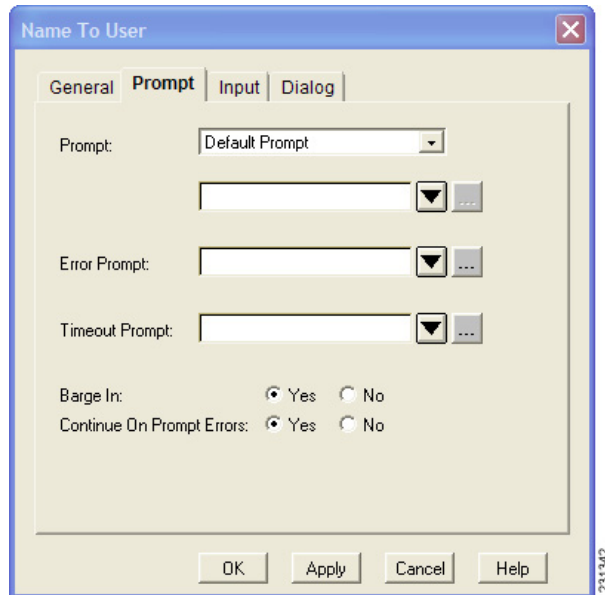 Name To User
General Prompt Input Dialog
Prompt: Default Prompt
...
Error Prompt: ...
Timeout Prompt: ...
Barge In: Yes No
Continue On Prompt Errors: Yes No
OK Apply Cancel Help
231342